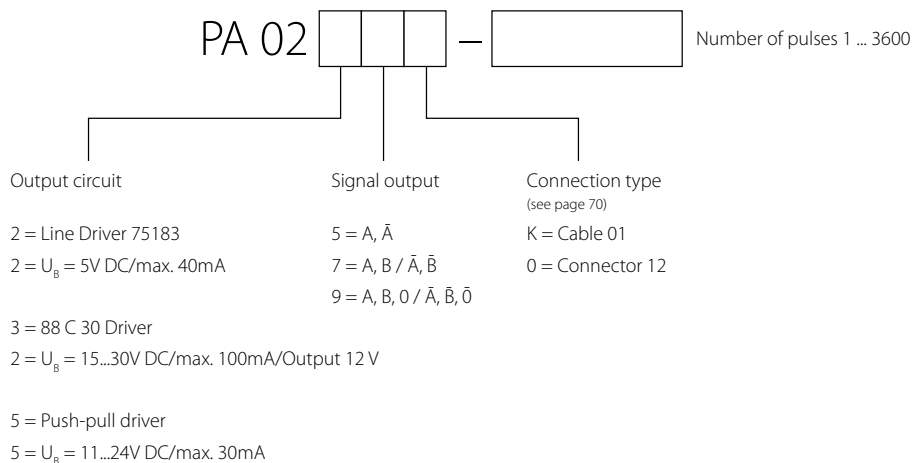 PA 02 – Number of pulses 1 ... 3600
Output circuit
2 = Line Driver 75183
2 = U_B = 5V DC/max. 40mA
3 = 88 C 30 Driver
2 = U_B = 15...30V DC/max. 100mA/Output 12 V
5 = Push-pull driver
5 = U_B = 11...24V DC/max. 30mA
Signal output
5 = A, Ā
7 = A, B / Ā, B̄
9 = A, B, 0 / Ā, B̄, 0̄
Connection type
(see page 70)
K = Cable 01
0 = Connector 12